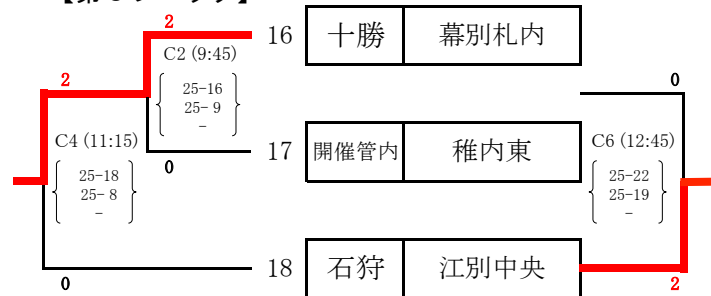 2
16 十勝 幕別札内
C2 (9:45)
2
0
25-16
25- 9
-
C4 (11:15)
17 開催管内 稚内東
C6 (12:45)
0
25-18
25- 8
-
25-22
25-19
-
18 石狩 江別中央
0
2